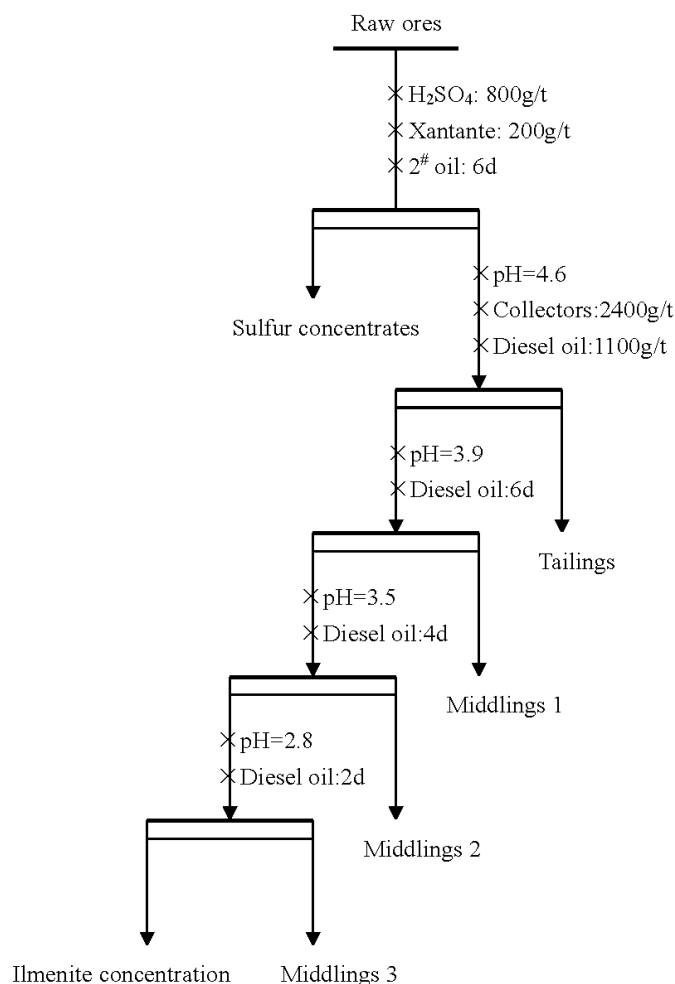 Raw ores
H₂SO₄: 800g/t
Xantante: 200g/t
2# oil: 6d
pH=4.6
Collectors:2400g/t
Sulfur concentrates
Diesel oil:1100g/t
pH=3.9
Diesel oil:6d
Tailings
pH=3.5
Diesel oil:4d
Middlings 1
pH=2.8
Diesel oil:2d
Middlings 2
Ilmenite concentration
Middlings 3